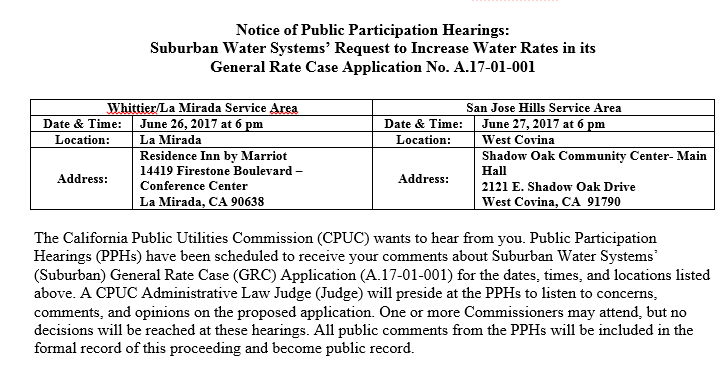 Notice of Public Participation Hearings:
Suburban Water Systems' Request to Increase Water Rates in its
General Rate Case Application No. A.17-01-001
Whittier/La Mirada Service Area
Date & Time: June 26, 2017 at 6 pm
Location: La Mirada
Address: Residence Inn by Marriot
14419 Firestone Boulevard –
Conference Center
La Mirada, CA 90638
San Jose Hills Service Area
Date & Time: June 27, 2017 at 6 pm
Location: West Covina
Address: Shadow Oak Community Center- Main
Hall
2121 E. Shadow Oak Drive
West Covina, CA  91790
The California Public Utilities Commission (CPUC) wants to hear from you. Public Participation
Hearings (PPHs) have been scheduled to receive your comments about Suburban Water Systems'
(Suburban) General Rate Case (GRC) Application (A.17-01-001) for the dates, times, and locations listed
above. A CPUC Administrative Law Judge (Judge) will preside at the PPHs to listen to concerns,
comments, and opinions on the proposed application. One or more Commissioners may attend, but no
decisions will be reached at these hearings. All public comments from the PPHs will be included in the
formal record of this proceeding and become public record.